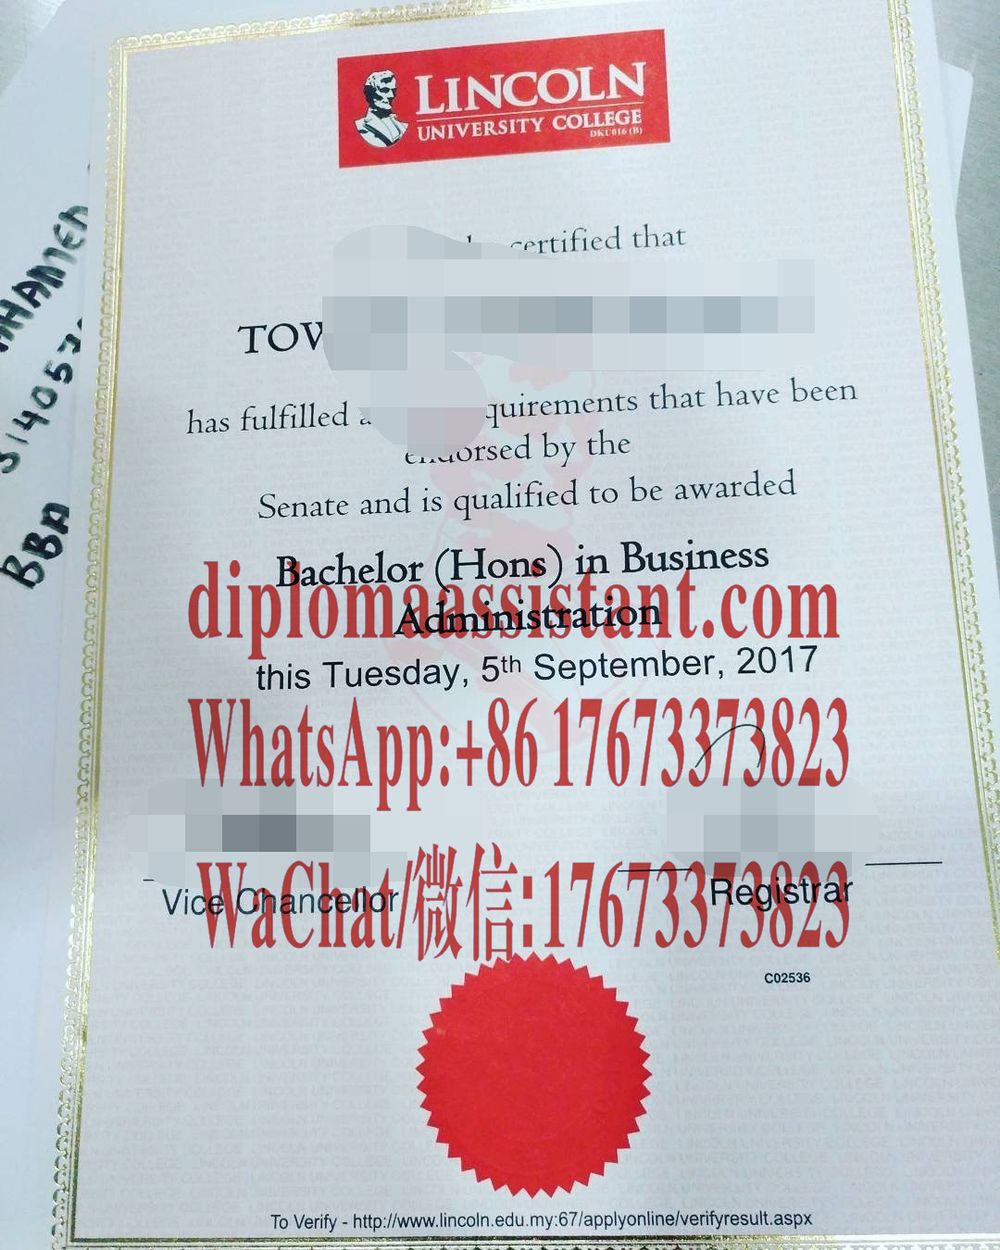 LINCOLN
UNIVERSITY COLLEGE
DKU016 (B)
certified that
TOW
has fulfilled a quirements that have been
endorsed by the
Senate and is qualified to be awarded
Bachelor (Hons) in Business
diplomaassistant.com
Administration
this Tuesday, 5th September, 2017
WhatsApp:+86 17673373823
WaChat/微信:17673373823
Vice Chancellor
Registrar
C02536
To Verify - http://www.lincoln.edu.my:67/applyonline/verifyresult.aspx
BBA